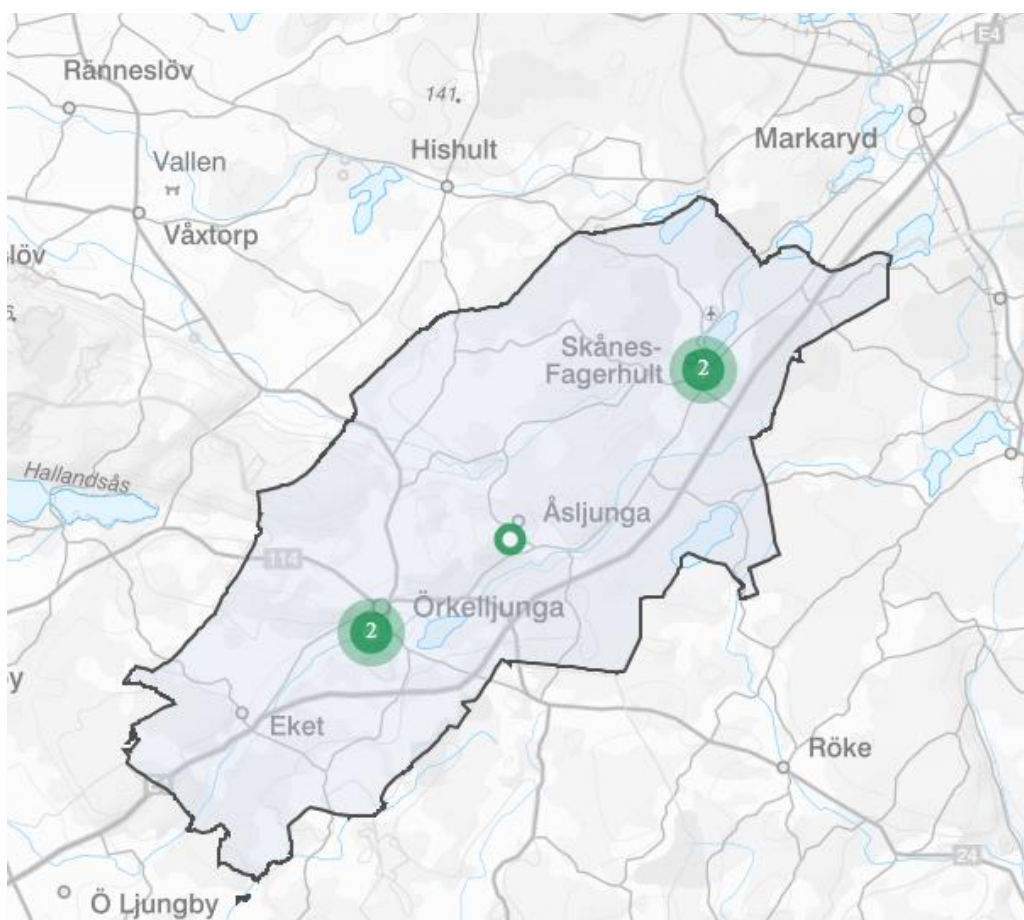 E4
Ränneslöv
141
Markaryd
Hishult
Vallen
Våxtorp
löv
6
Skånes-
Fagerhult
2
Hallandsås
Åsljunga
114
Örkelljunga
2
y
Eket
Röke
24
Ö Ljungby